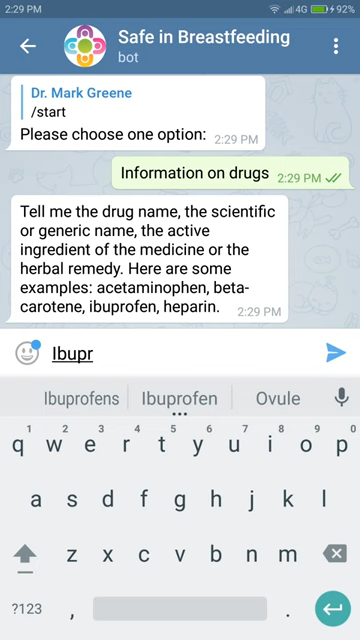 2:29 PM 4G 92%
Safe in Breastfeeding
bot
Dr. Mark Greene
/start
Please choose one option: 2:29 PM
Information on drugs 2:29 PM
Tell me the drug name, the scientific
or generic name, the active
ingredient of the medicine or the
herbal remedy. Here are some
examples: acetaminophen, beta-
carotene, ibuprofen, heparin. 2:29 PM
Ibupr
Ibuprofens Ibuprofen Ovule
1 2 3 4 5 6 7 8 9 0
q w e r t y u i o p
a s d f g h j k l
z x c v b n m
?123 , .